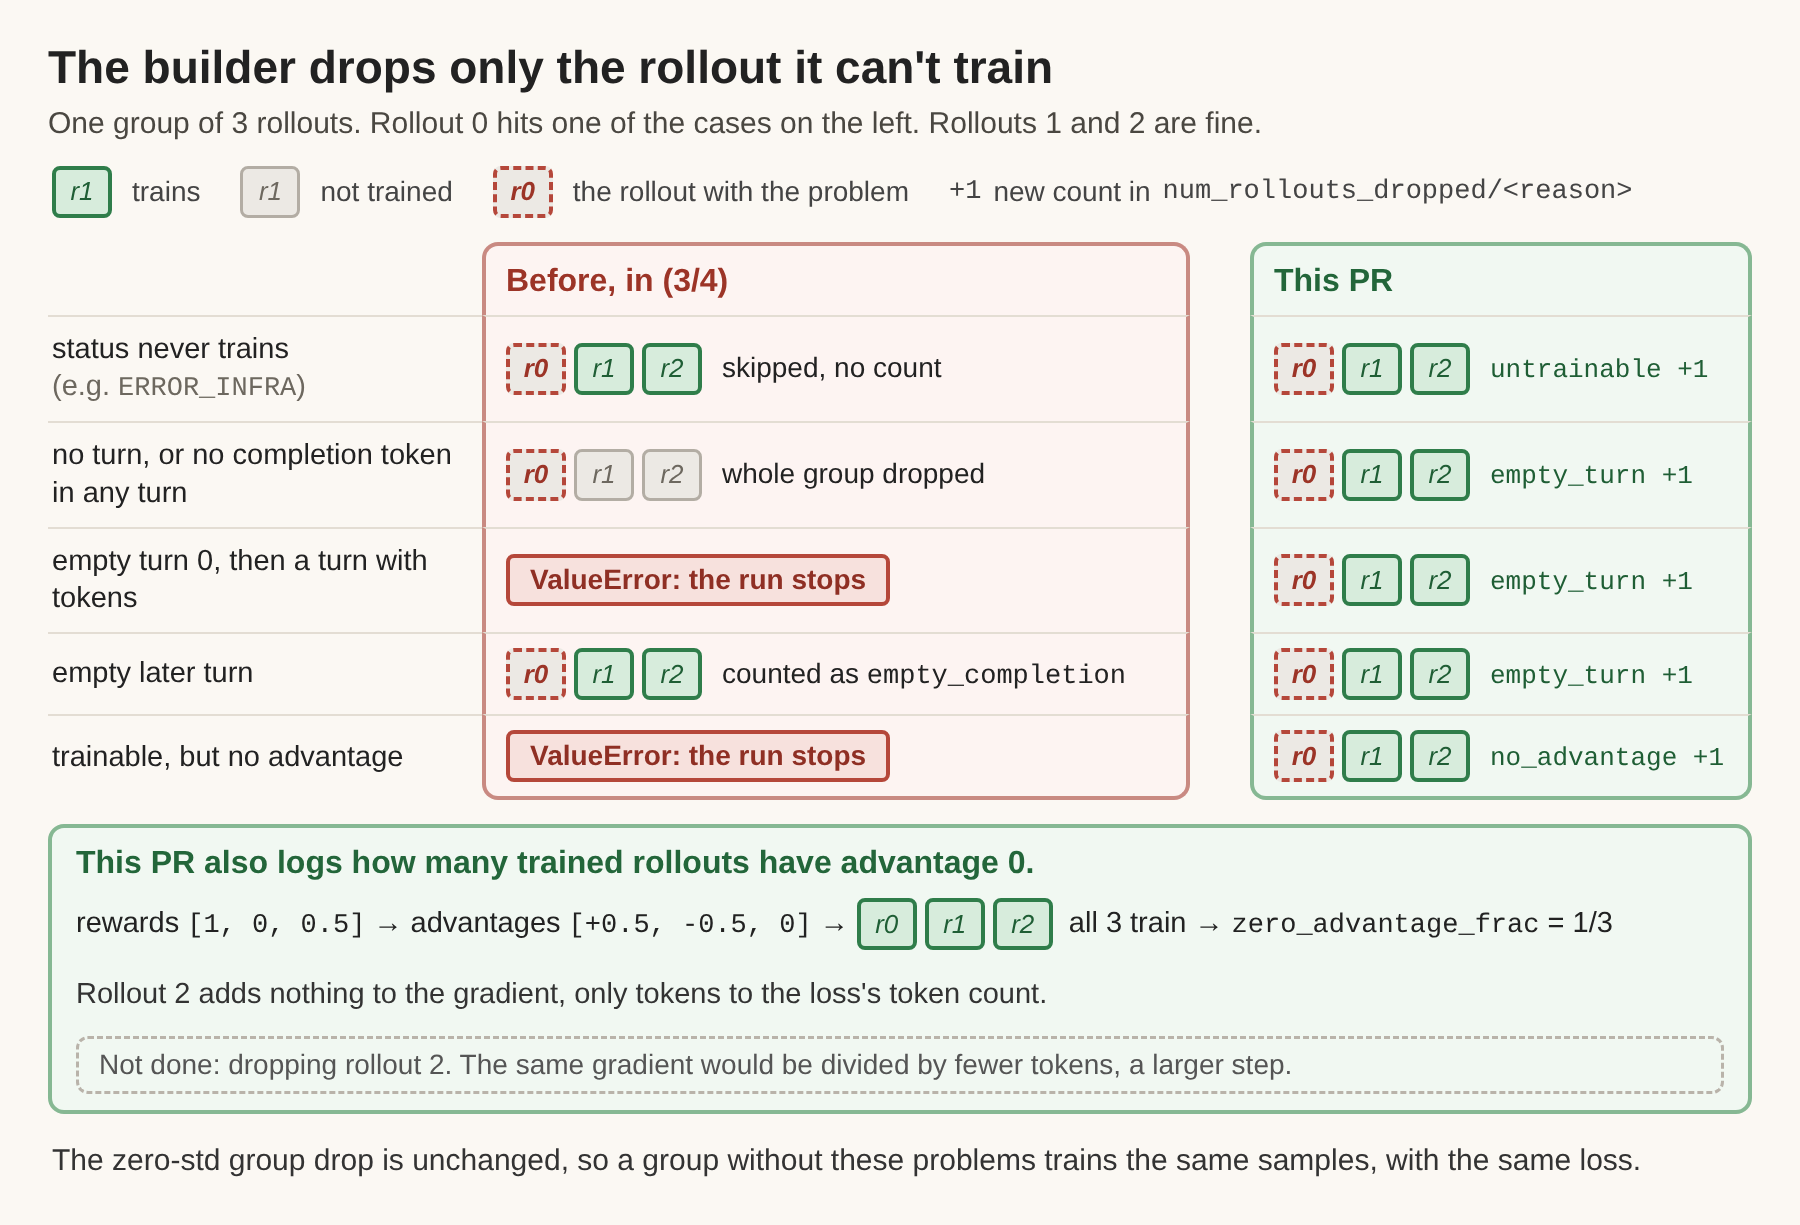 The builder drops only the rollout it can't train
One group of 3 rollouts. Rollout 0 hits one of the cases on the left. Rollouts 1 and 2 are fine.
r1 trains r1 not trained r0 the rollout with the problem +1 new count in num_rollouts_dropped/<reason>
Before, in (3/4) This PR
status never trains
(e.g. ERROR_INFRA)
r0 r1 r2 skipped, no count r0 r1 r2 untrainable +1
no turn, or no completion token
in any turn
r0 r1 r2 whole group dropped r0 r1 r2 empty_turn +1
empty turn 0, then a turn with
tokens
ValueError: the run stops r0 r1 r2 empty_turn +1
empty later turn r0 r1 r2 counted as empty_completion r0 r1 r2 empty_turn +1
trainable, but no advantage ValueError: the run stops r0 r1 r2 no_advantage +1
This PR also logs how many trained rollouts have advantage 0.
rewards [1, 0, 0.5] → advantages [+0.5, -0.5, 0] → r0 r1 r2 all 3 train → zero_advantage_frac = 1/3
Rollout 2 adds nothing to the gradient, only tokens to the loss's token count.
Not done: dropping rollout 2. The same gradient would be divided by fewer tokens, a larger step.
The zero-std group drop is unchanged, so a group without these problems trains the same samples, with the same loss.